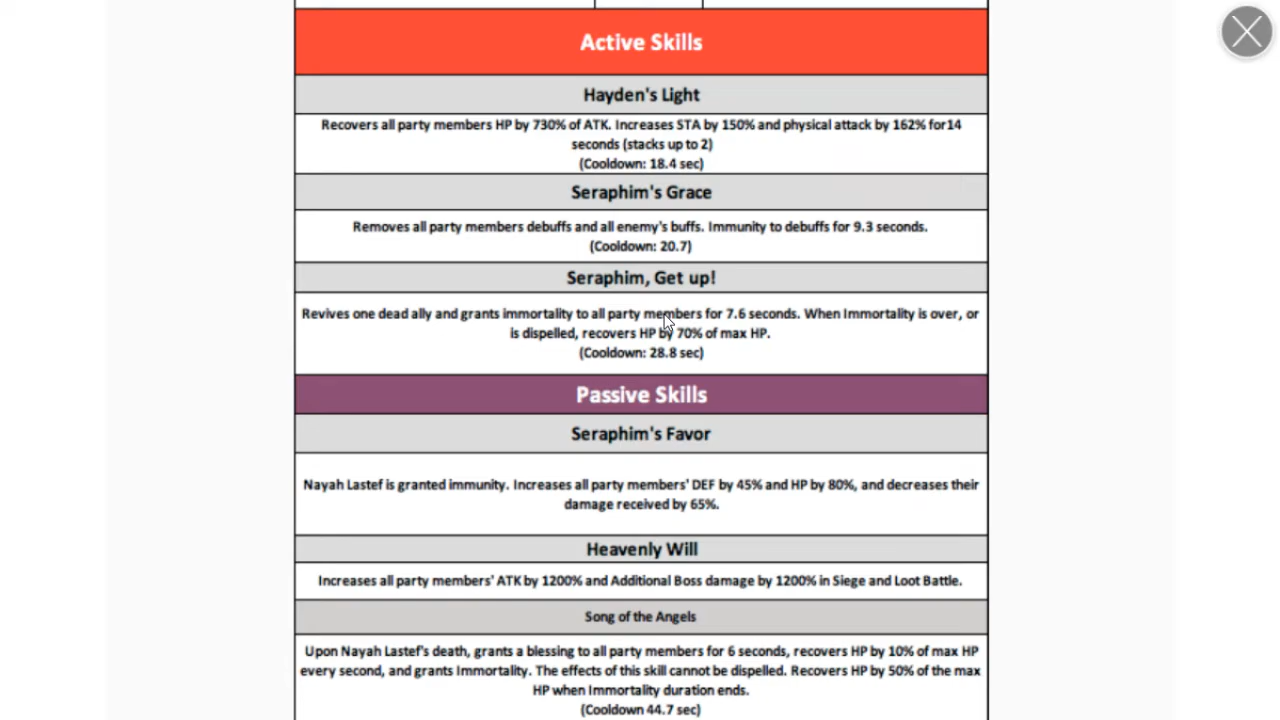 Active Skills
Hayden's Light
Recovers all party members HP by 730% of ATK. Increases STA by 150% and physical attack by 162% for14
seconds (stacks up to 2)
(Cooldown: 18.4 sec)
Seraphim's Grace
Removes all party members debuffs and all enemy's buffs. Immunity to debuffs for 9.3 seconds.
(Cooldown: 20.7)
Seraphim, Get up!
Revives one dead ally and grants immortality to all party members for 7.6 seconds. When Immortality is over, or
is dispelled, recovers HP by 70% of max HP.
(Cooldown: 28.8 sec)
Passive Skills
Seraphim's Favor
Nayah Lastef is granted immunity. Increases all party members' DEF by 45% and HP by 80%, and decreases their
damage received by 65%.
Heavenly Will
Increases all party members' ATK by 1200% and Additional Boss damage by 1200% in Siege and Loot Battle.
Song of the Angels
Upon Nayah Lastef's death, grants a blessing to all party members for 6 seconds, recovers HP by 10% of max HP
every second, and grants Immortality. The effects of this skill cannot be dispelled. Recovers HP by 50% of the max
HP when Immortality duration ends.
(Cooldown 44.7 sec)